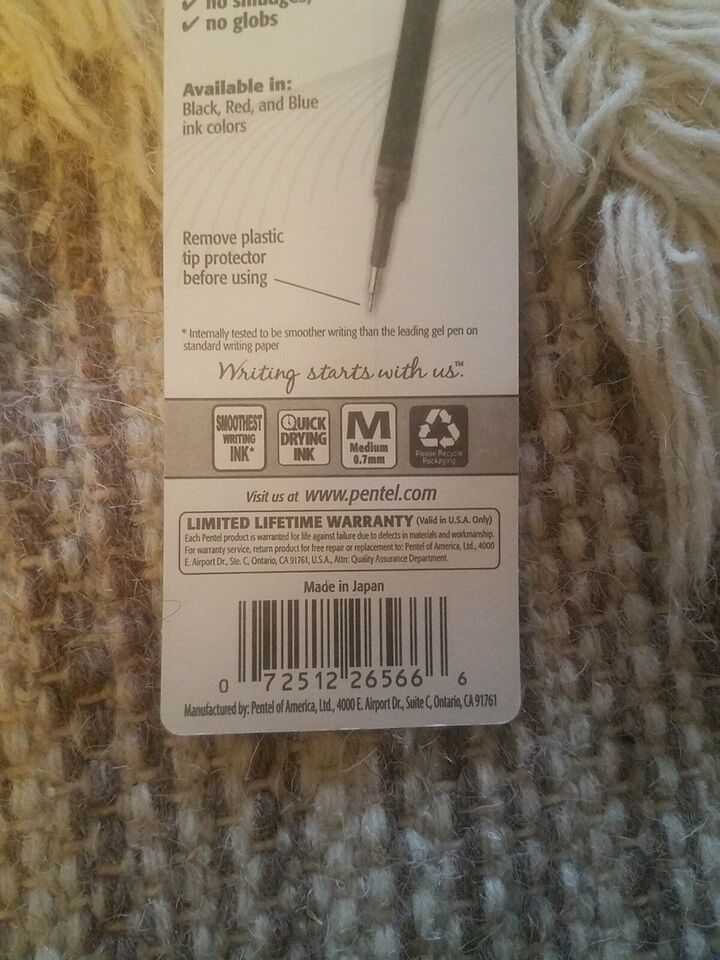 ✓ no smudges,
✓ no globs
Available in:
Black, Red, and Blue
ink colors
Remove plastic
tip protector
before using
* Internally tested to be smoother writing than the leading gel pen on
standard writing paper
Writing starts with us.™
SMOOTHEST
WRITING
INK*
QUICK
DRYING
INK
M
Medium
0.7mm
Please Recycle
Packaging
Visit us at www.pentel.com
LIMITED LIFETIME WARRANTY (Valid in U.S.A. Only)
Each Pentel product is warranted for life against failure due to defects in materials and workmanship.
For warranty service, return product for free repair or replacement to: Pentel of America, Ltd., 4000
E. Airport Dr., Ste. C, Ontario, CA 91761, U.S.A., Attn: Quality Assurance Department.
Made in Japan
0 72512 26566 6
Manufactured by: Pentel of America, Ltd., 4000 E. Airport Dr., Suite C, Ontario, CA 91761